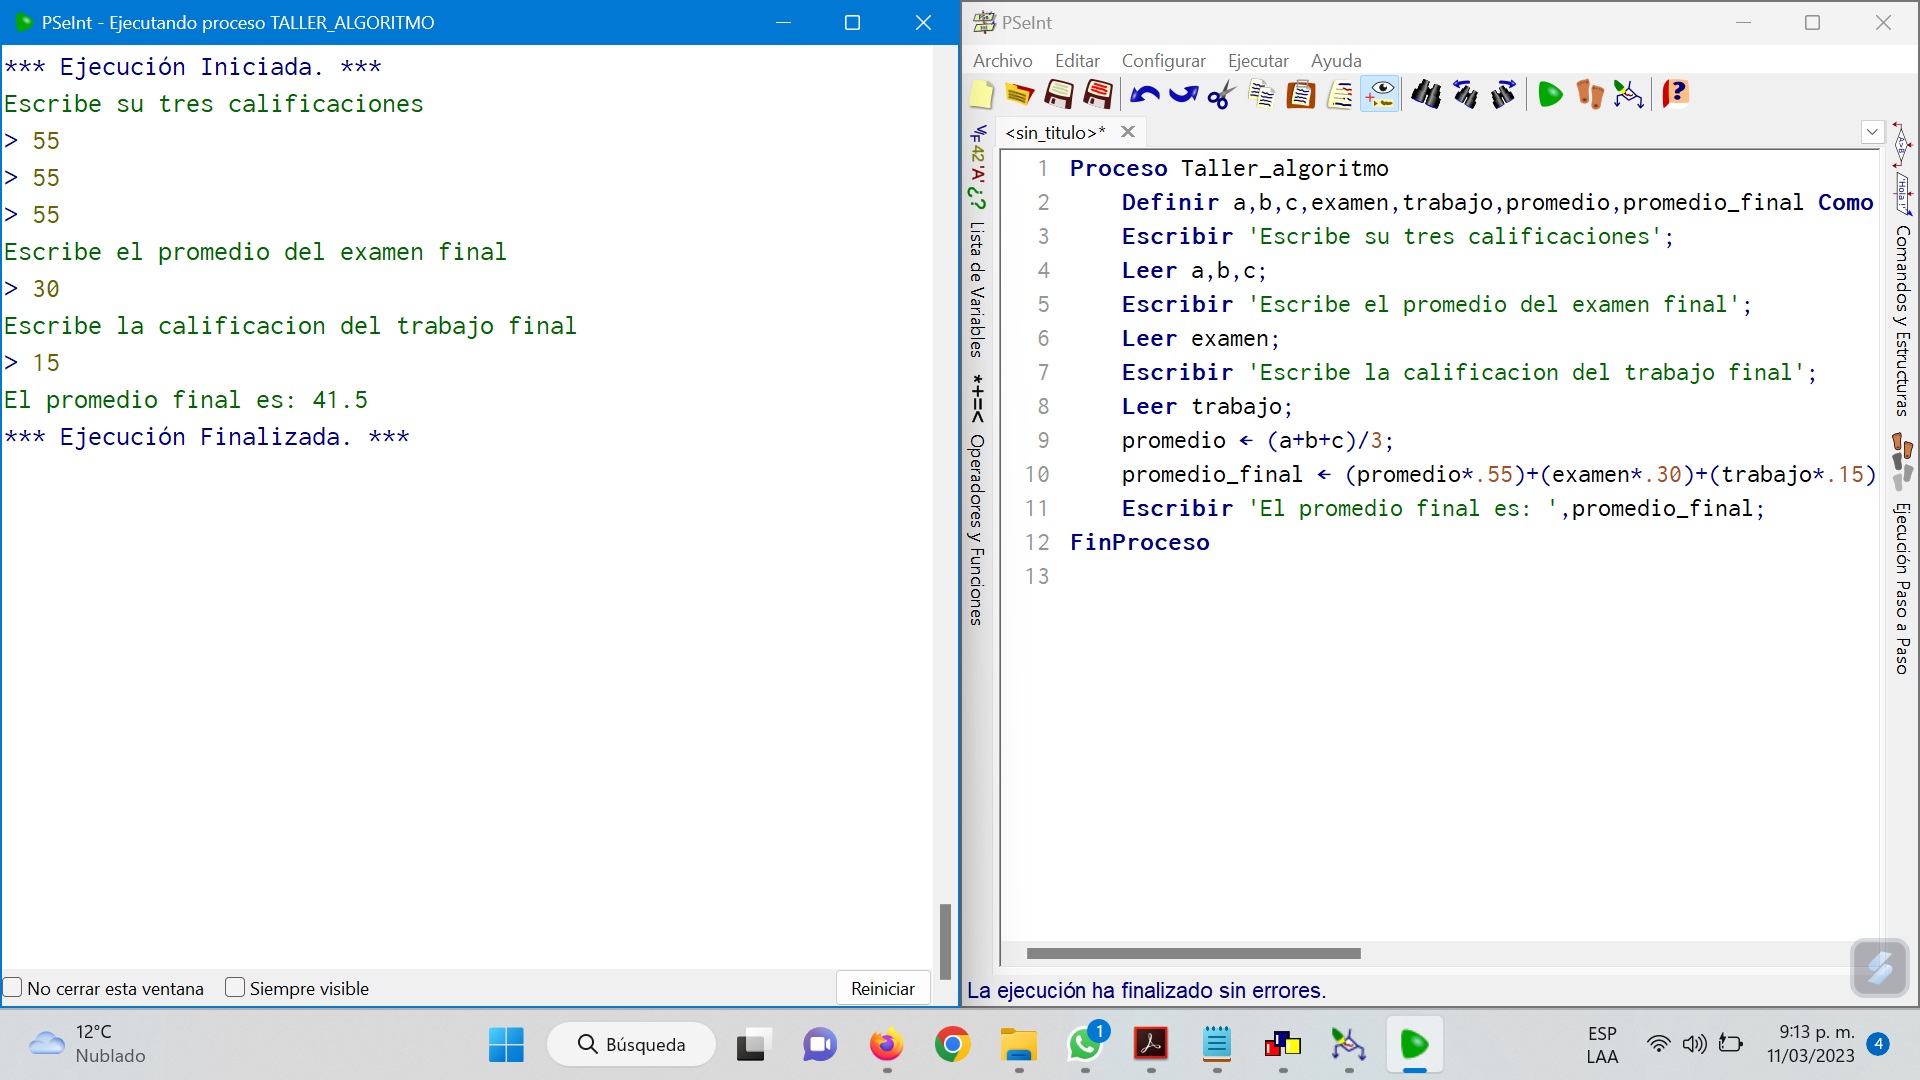 PSeInt - Ejecutando proceso TALLER_ALGORITMO
*** Ejecución Iniciada. ***
Escribe su tres calificaciones
> 55
> 55
> 55
Escribe el promedio del examen final
> 30
Escribe la calificacion del trabajo final
> 15
El promedio final es: 41.5
*** Ejecución Finalizada. ***
No cerrar esta ventana
Siempre visible
Reiniciar
PSeInt
Archivo Editar Configurar Ejecutar Ayuda
<sin_titulo>*
42 'A' ¿?
Lista de Variables
*+=<
Operadores y Funciones
1 Proceso Taller_algoritmo
2 Definir a,b,c,examen,trabajo,promedio,promedio_final Como
3 Escribir 'Escribe su tres calificaciones';
4 Leer a,b,c;
5 Escribir 'Escribe el promedio del examen final';
6 Leer examen;
7 Escribir 'Escribe la calificacion del trabajo final';
8 Leer trabajo;
9 promedio ← (a+b+c)/3;
10 promedio_final ← (promedio*.55)+(examen*.30)+(trabajo*.15)
11 Escribir 'El promedio final es: ',promedio_final;
12 FinProceso
13
Comandos y Estructuras
Ejecución Paso a Paso
La ejecución ha finalizado sin errores.
12°C
Nublado
Búsqueda
1
ESP
LAA
9:13 p. m.
11/03/2023
4